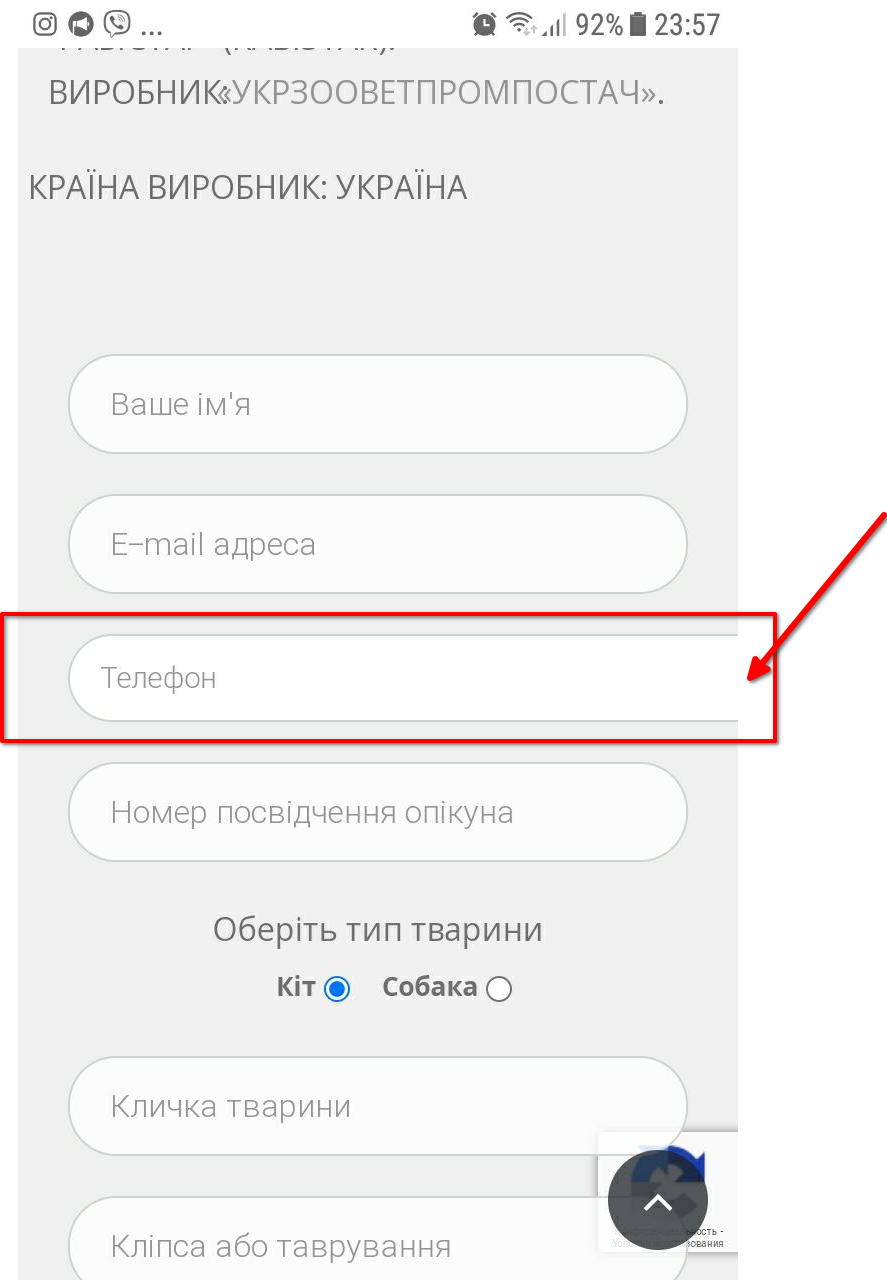 ... 92% 23:57
ВИРОБНИК:«УКРЗООВЕТПРОМПОСТАЧ».
КРАЇНА ВИРОБНИК: УКРАЇНА
Ваше ім'я
E-mail адреса
Телефон
Номер посвідчення опікуна
Оберіть тип тварини
Кіт Собака
Кличка тварини
Кліпса або таврування